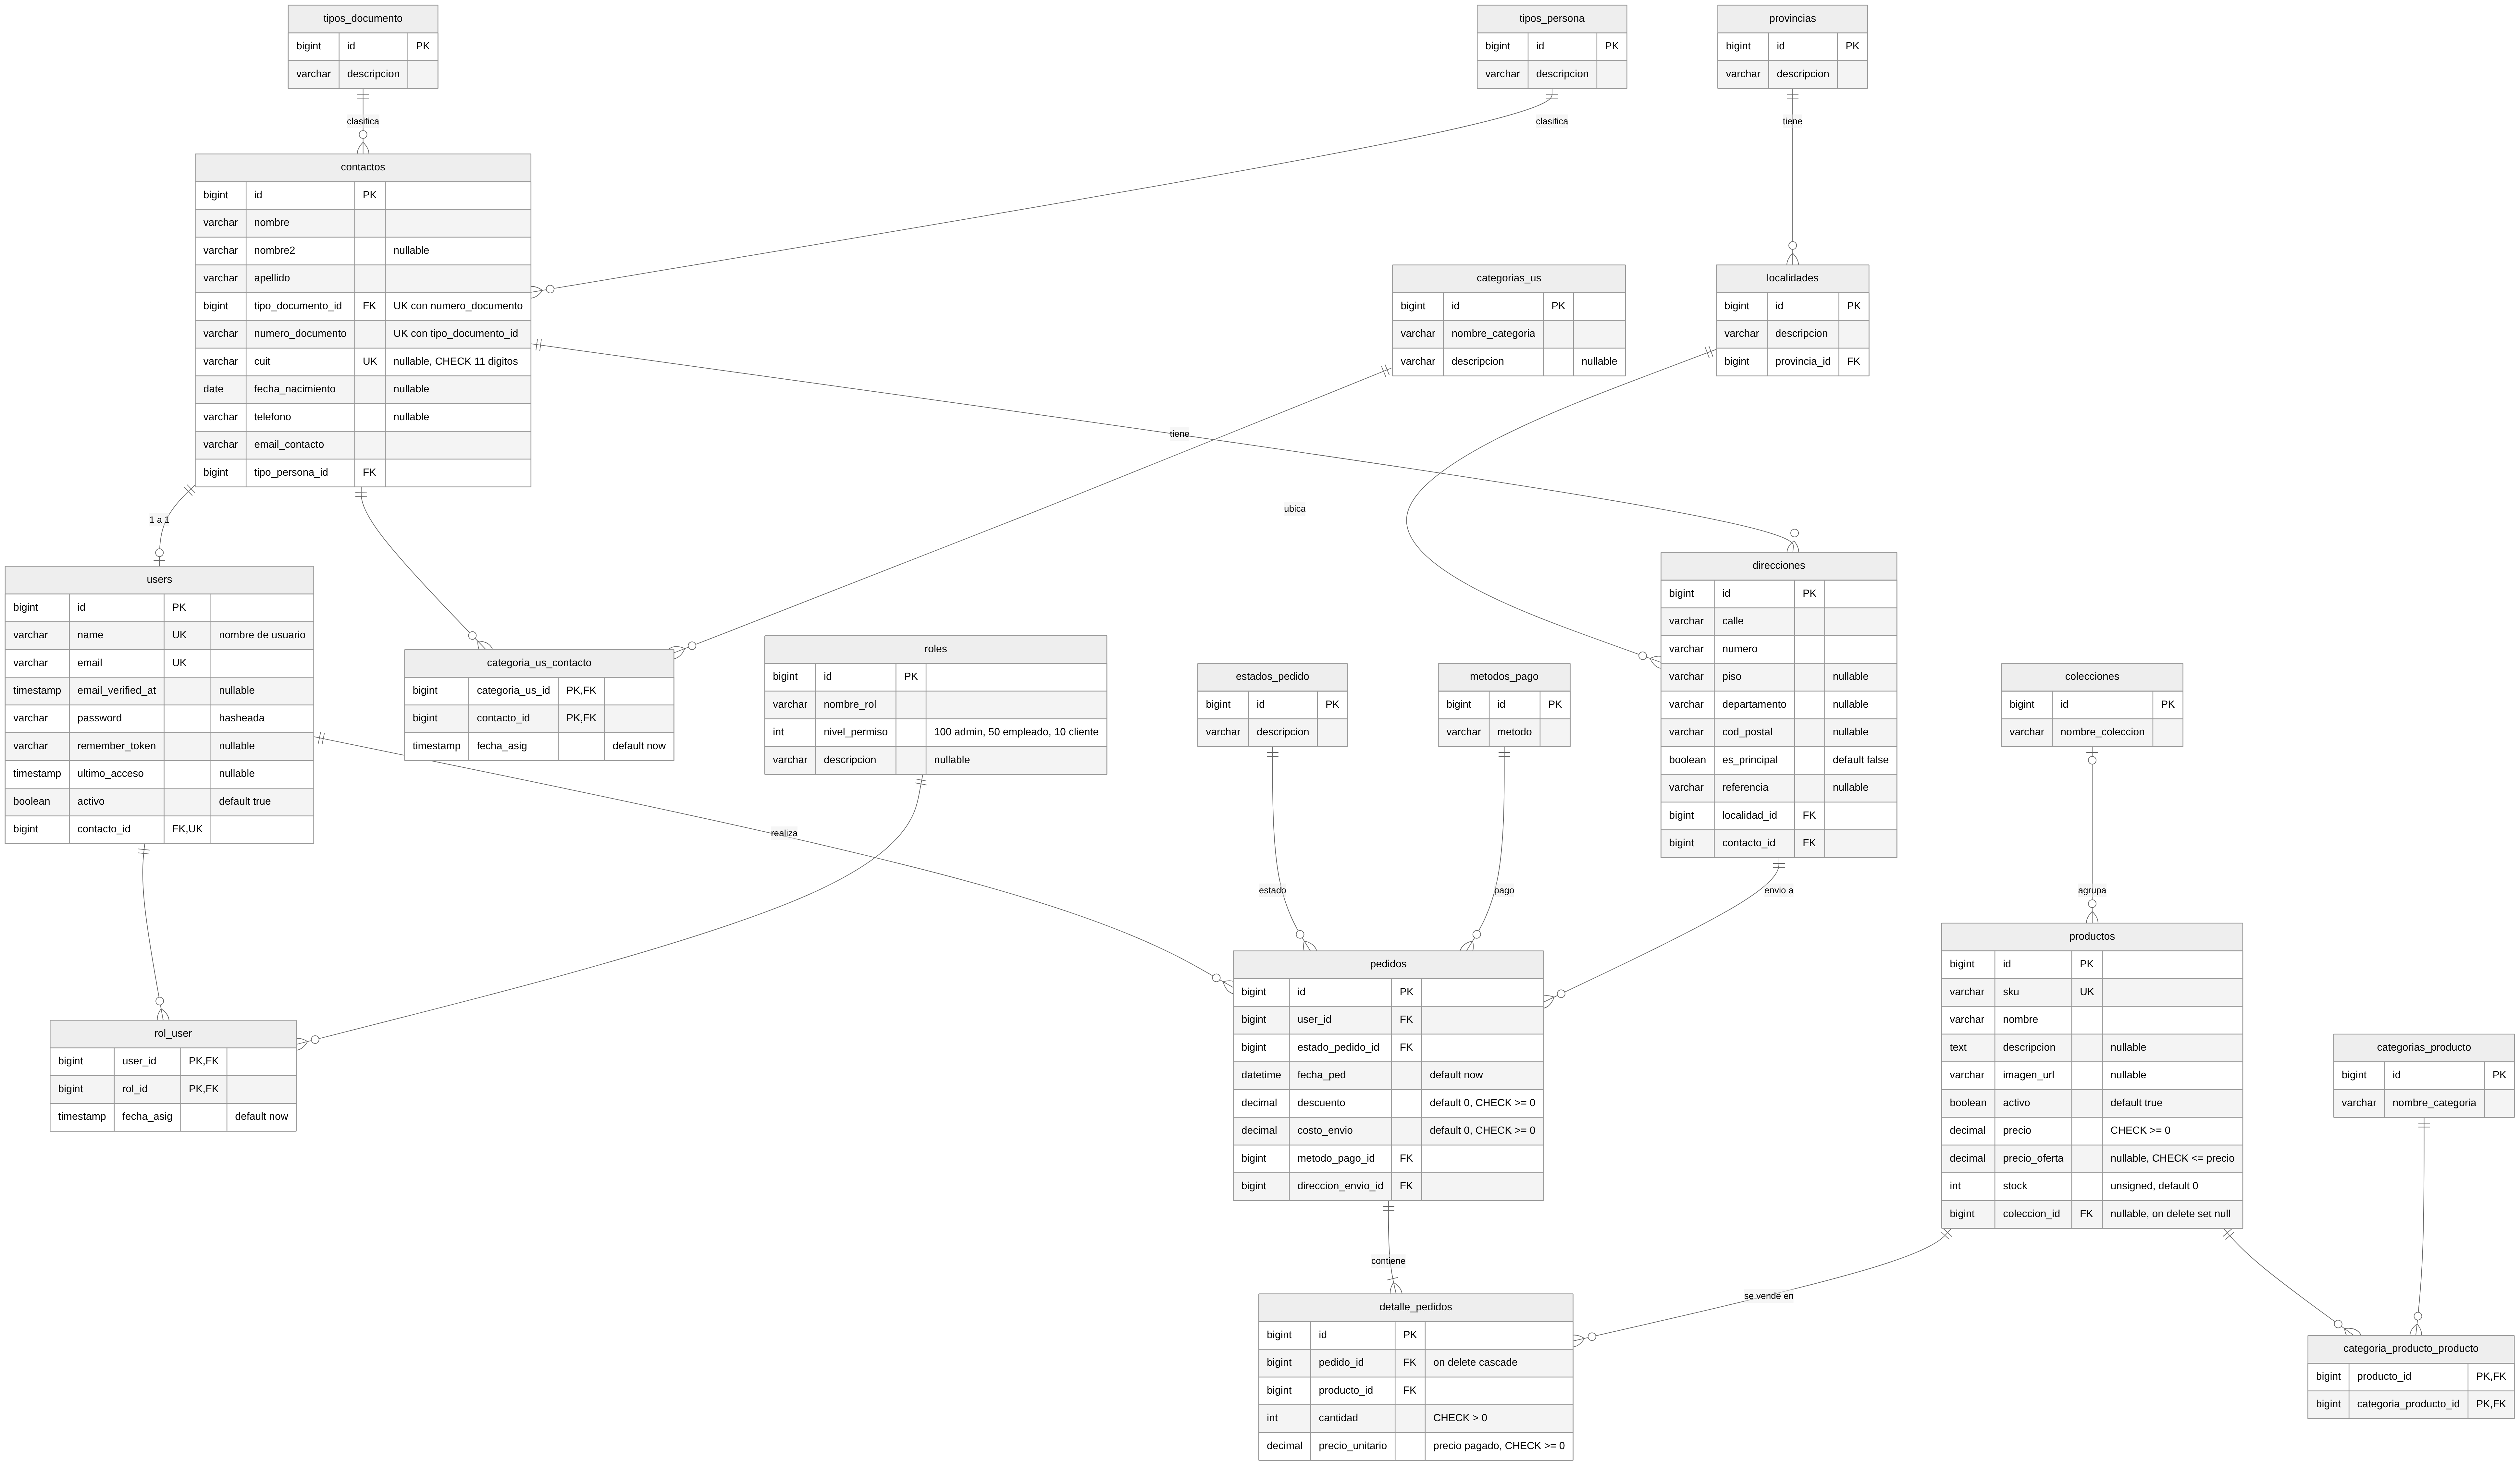 tipos_documento
bigint id PK
varchar descripcion
tipos_persona
bigint id PK
varchar descripcion
provincias
bigint id PK
varchar descripcion
clasifica
clasifica
tiene
contactos
bigint id PK
varchar nombre
varchar nombre2 nullable
varchar apellido
bigint tipo_documento_id FK UK con numero_documento
varchar numero_documento UK con tipo_documento_id
varchar cuit UK nullable, CHECK 11 digitos
date fecha_nacimiento nullable
varchar telefono nullable
varchar email_contacto
bigint tipo_persona_id FK
categorias_us
bigint id PK
varchar nombre_categoria
varchar descripcion nullable
localidades
bigint id PK
varchar descripcion
bigint provincia_id FK
tiene
ubica
1 a 1
users
bigint id PK
varchar name UK nombre de usuario
varchar email UK
timestamp email_verified_at nullable
varchar password hasheada
varchar remember_token nullable
timestamp ultimo_acceso nullable
boolean activo default true
bigint contacto_id FK,UK
categoria_us_contacto
bigint categoria_us_id PK,FK
bigint contacto_id PK,FK
timestamp fecha_asig default now
roles
bigint id PK
varchar nombre_rol
int nivel_permiso 100 admin, 50 empleado, 10 cliente
varchar descripcion nullable
estados_pedido
bigint id PK
varchar descripcion
metodos_pago
bigint id PK
varchar metodo
direcciones
bigint id PK
varchar calle
varchar numero
varchar piso nullable
varchar departamento nullable
varchar cod_postal nullable
boolean es_principal default false
varchar referencia nullable
bigint localidad_id FK
bigint contacto_id FK
colecciones
bigint id PK
varchar nombre_coleccion
realiza
estado
pago
envio a
agrupa
rol_user
bigint user_id PK,FK
bigint rol_id PK,FK
timestamp fecha_asig default now
pedidos
bigint id PK
bigint user_id FK
bigint estado_pedido_id FK
datetime fecha_ped default now
decimal descuento default 0, CHECK >= 0
decimal costo_envio default 0, CHECK >= 0
bigint metodo_pago_id FK
bigint direccion_envio_id FK
productos
bigint id PK
varchar sku UK
varchar nombre
text descripcion nullable
varchar imagen_url nullable
boolean activo default true
decimal precio CHECK >= 0
decimal precio_oferta nullable, CHECK <= precio
int stock unsigned, default 0
bigint coleccion_id FK nullable, on delete set null
categorias_producto
bigint id PK
varchar nombre_categoria
contiene
se vende en
detalle_pedidos
bigint id PK
bigint pedido_id FK on delete cascade
bigint producto_id FK
int cantidad CHECK > 0
decimal precio_unitario precio pagado, CHECK >= 0
categoria_producto_producto
bigint producto_id PK,FK
bigint categoria_producto_id PK,FK